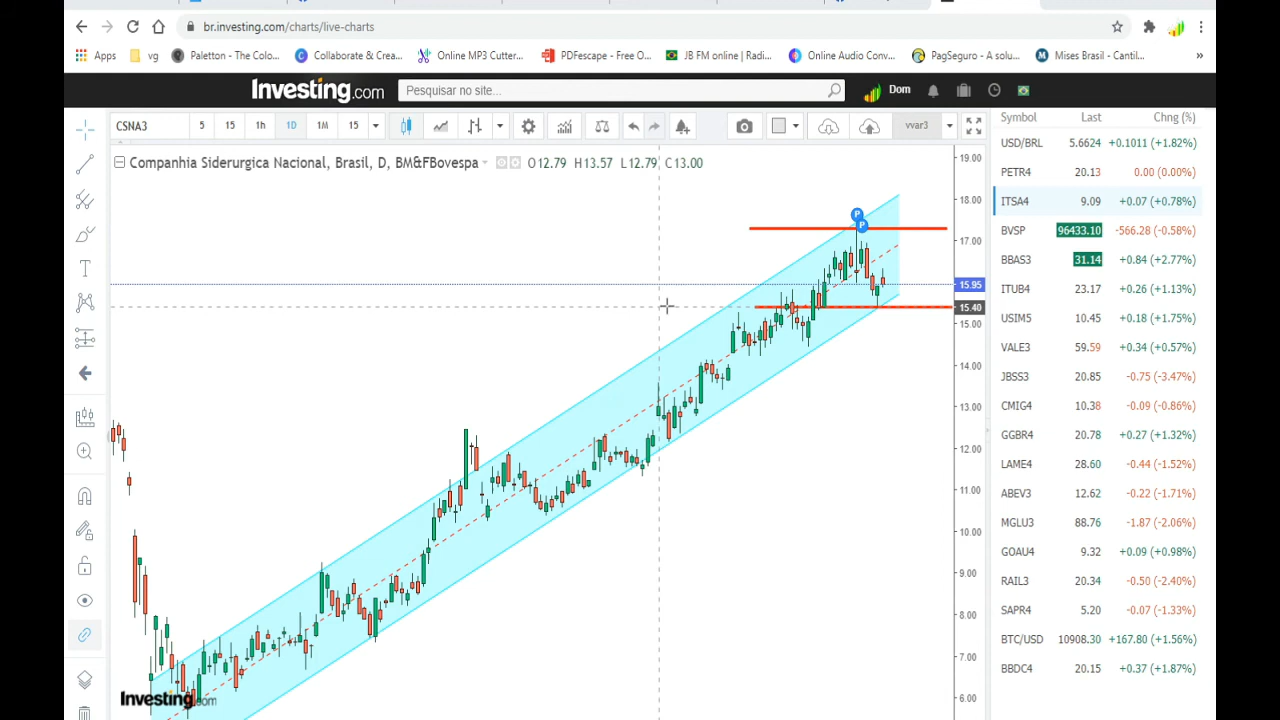 br.investing.com/charts/live-charts
Apps vg Paletton - The Colo... Collaborate & Creat... Online MP3 Cutter... PDFescape - Free O... JB FM online | Radi... Online Audio Conv... PagSeguro - A solu... Mises Brasil - Cantil... »
Investing.com Pesquisar no site... Dom
CSNA3 5 15 1h 1D 1M 15 vvar3
Companhia Siderurgica Nacional, Brasil, D, BM&FBovespa O12.79 H13.57 L12.79 C13.00
T
P
P
19.00
18.00
17.00
15.95
15.40
15.00
14.00
13.00
12.00
11.00
10.00
9.00
8.00
7.00
6.00
Investing.com
Symbol Last Chng (%)
USD/BRL 5.6624 +0.1011 (+1.82%)
PETR4 20.13 0.00 (0.00%)
ITSA4 9.09 +0.07 (+0.78%)
BVSP 96433.10 -566.28 (-0.58%)
BBAS3 31.14 +0.84 (+2.77%)
ITUB4 23.17 +0.26 (+1.13%)
USIM5 10.45 +0.18 (+1.75%)
VALE3 59.59 +0.34 (+0.57%)
JBSS3 20.85 -0.75 (-3.47%)
CMIG4 10.38 -0.09 (-0.86%)
GGBR4 20.78 +0.27 (+1.32%)
LAME4 28.60 -0.44 (-1.52%)
ABEV3 12.62 -0.22 (-1.71%)
MGLU3 88.76 -1.87 (-2.06%)
GOAU4 9.32 +0.09 (+0.98%)
RAIL3 20.34 -0.50 (-2.40%)
SAPR4 5.20 -0.07 (-1.33%)
BTC/USD 10908.30 +167.80 (+1.56%)
BBDC4 20.15 +0.37 (+1.87%)